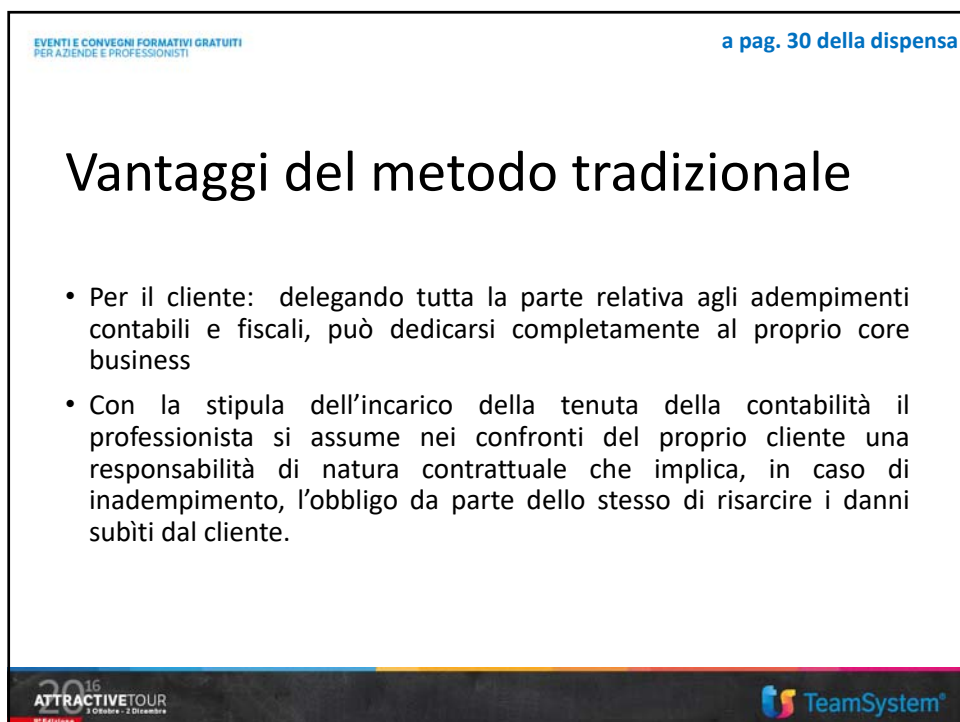 EVENTI E CONVEGNI FORMATIVI GRATUITI
PER AZIENDE E PROFESSIONISTI
a pag. 30 della dispensa
Vantaggi del metodo tradizionale
• Per il cliente: delegando tutta la parte relativa agli adempimenti
contabili e fiscali, può dedicarsi completamente al proprio core
business
• Con la stipula dell’incarico della tenuta della contabilità il
professionista si assume nei confronti del proprio cliente una
responsabilità di natura contrattuale che implica, in caso di
inadempimento, l’obbligo da parte dello stesso di risarcire i danni
subìti dal cliente.
2016
ATTRACTIVETOUR
3 Ottobre - 2 Dicembre
Edizione
TeamSystem®